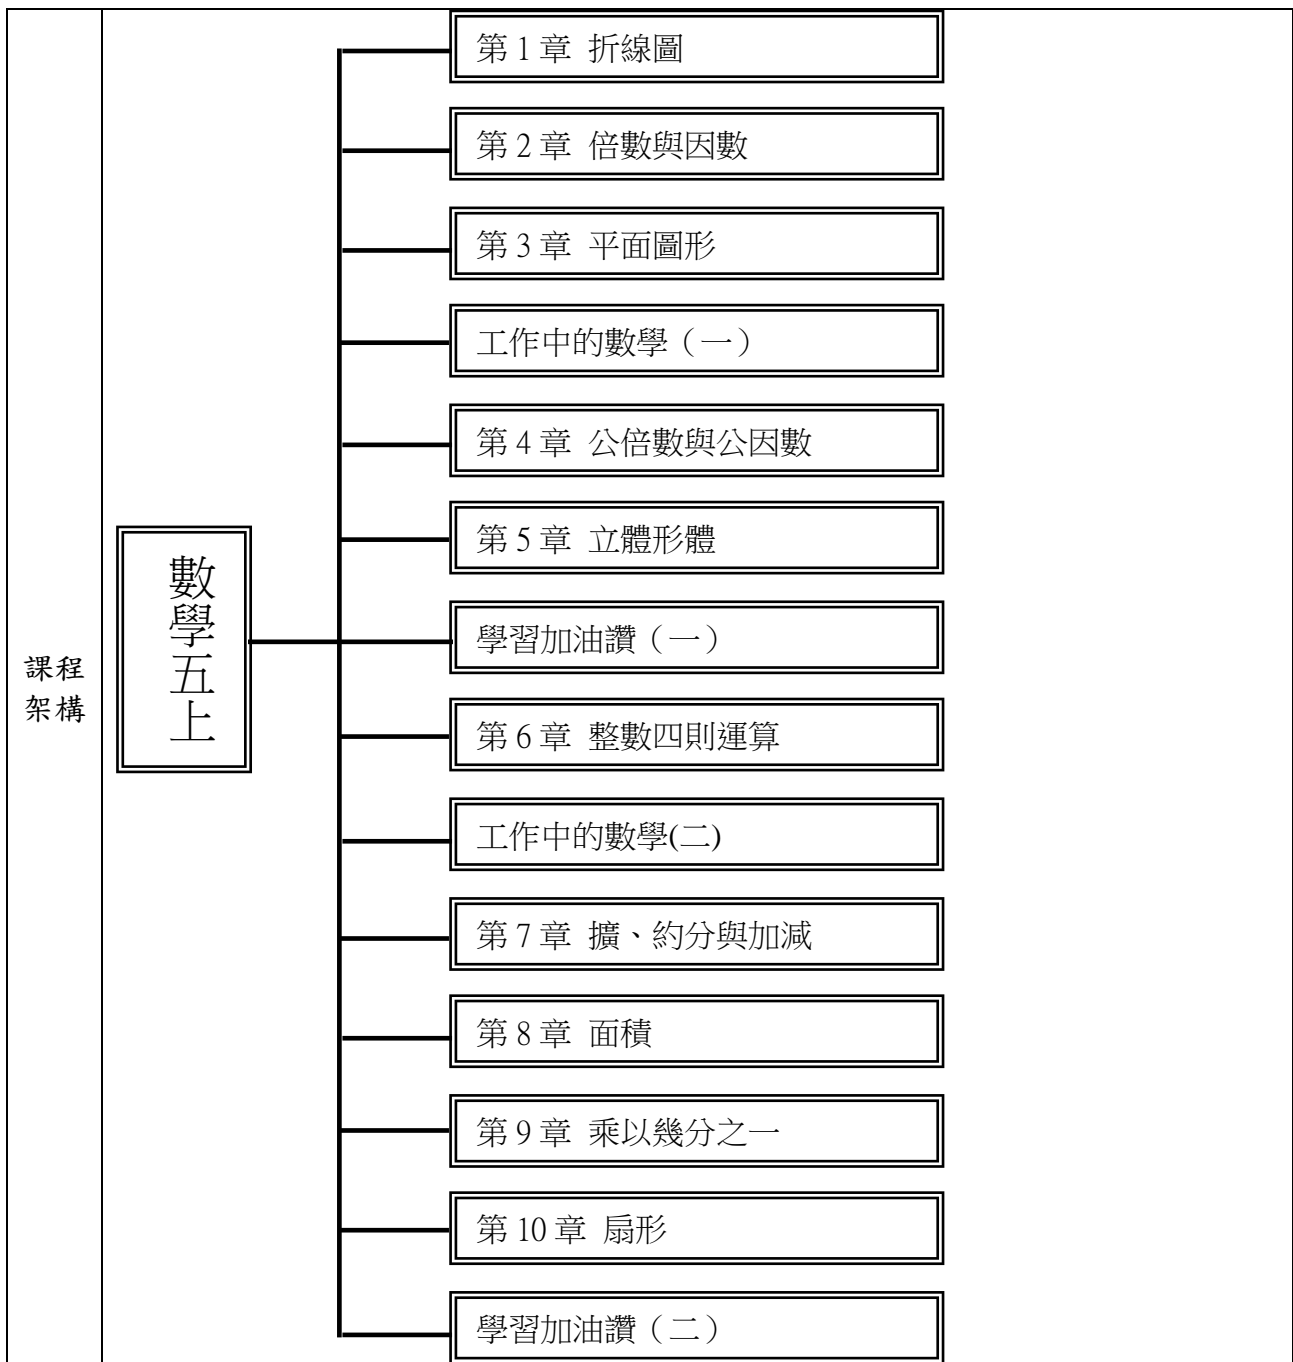 課程
架構
數學五上
第 1 章 折線圖
第 2 章 倍數與因數
第 3 章 平面圖形
工作中的數學（一）
第 4 章 公倍數與公因數
第 5 章 立體形體
學習加油讚（一）
第 6 章 整數四則運算
工作中的數學(二)
第 7 章 擴、約分與加減
第 8 章 面積
第 9 章 乘以幾分之一
第 10 章 扇形
學習加油讚（二）